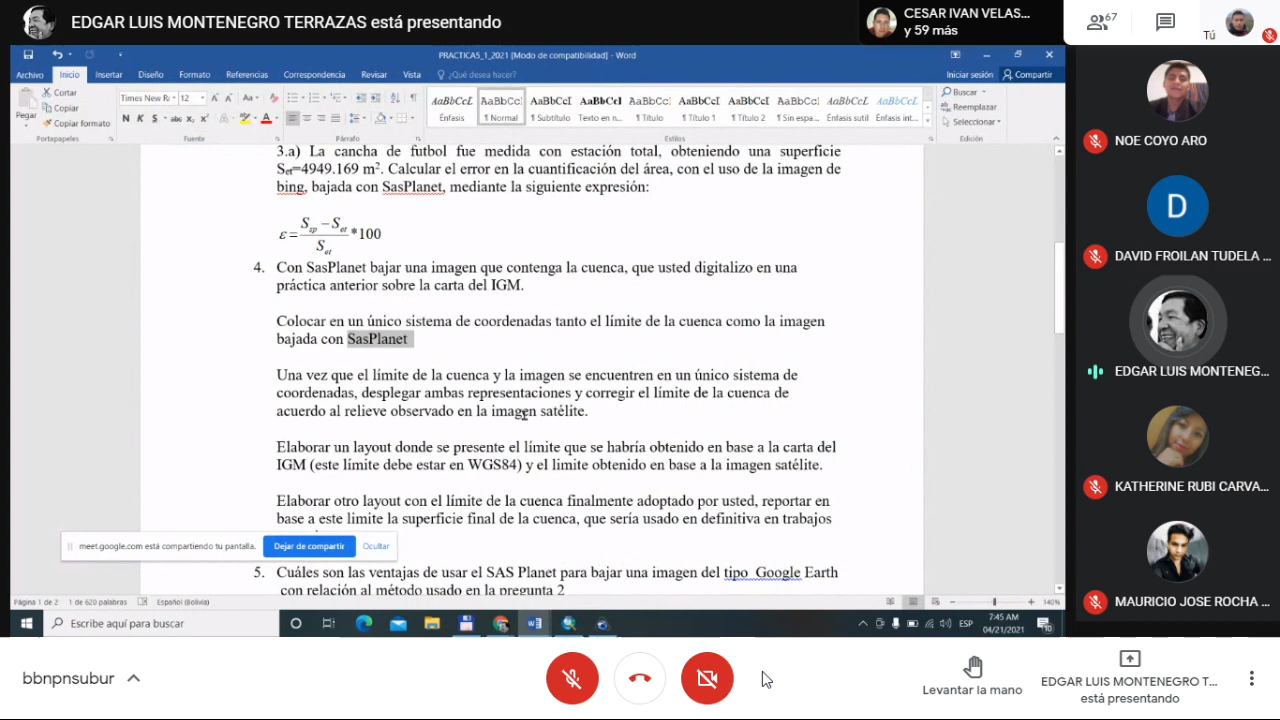 EDGAR LUIS MONTENEGRO TERRAZAS está presentando
CESAR IVAN VELAS...
y 59 más
67
Tú
PRACTICA5_1_2021 [Modo de compatibilidad] - Word
Archivo Inicio Insertar Diseño Formato Referencias Correspondencia Revisar Vista ¿Qué desea hacer? Iniciar sesión Compartir
Pegar
Cortar
Copiar
Copiar formato
Portapapeles
Times New R 12
N K S abc X₂ X²
Fuente
Párrafo
AaBbCcL AaBbCc AaBbCcI AaBbCcI AaBbCcI AaBbCcI AaBbCcI AaBbCc AaBbCcL AaBbCcL
Énfasis ¶ Normal ¶ Subtítulo Texto en n... ¶ Título ¶ Título 1 ¶ Título 2 ¶ Sin espa... Énfasis sutil Énfasis int...
Estilos
Buscar
Reemplazar
Seleccionar
Edición
3.a) La cancha de futbol fue medida con estación total, obteniendo una superficie
Set=4949.169 m². Calcular el error en la cuantificación del área, con el uso de la imagen de
bing, bajada con SasPlanet, mediante la siguiente expresión:
ε = (Ssp − Set) / Set *100
4. Con SasPlanet bajar una imagen que contenga la cuenca, que usted digitalizo en una
práctica anterior sobre la carta del IGM.
Colocar en un único sistema de coordenadas tanto el límite de la cuenca como la imagen
bajada con SasPlanet
Una vez que el límite de la cuenca y la imagen se encuentren en un único sistema de
coordenadas, desplegar ambas representaciones y corregir el límite de la cuenca de
acuerdo al relieve observado en la imagen satélite.
Elaborar un layout donde se presente el límite que se habría obtenido en base a la carta del
IGM (este límite debe estar en WGS84) y el limite obtenido en base a la imagen satélite.
Elaborar otro layout con el límite de la cuenca finalmente adoptado por usted, reportar en
base a este limite la superficie final de la cuenca, que sería usado en definitiva en trabajos
meet.google.com está compartiendo tu pantalla. Dejar de compartir Ocultar
5. Cuáles son las ventajas de usar el SAS Planet para bajar una imagen del tipo Google Earth
con relación al método usado en la pregunta 2
Página 1 de 2 1 de 620 palabras Español (Bolivia) 140%
Escribe aquí para buscar
ESP
7:45 AM
04/21/2021
10
NOE COYO ARO
D
DAVID FROILAN TUDELA ...
EDGAR LUIS MONTENEG...
KATHERINE RUBI CARVA...
MAURICIO JOSE ROCHA ...
bbnpnsubur
Levantar la mano
EDGAR LUIS MONTENEGRO T...
está presentando